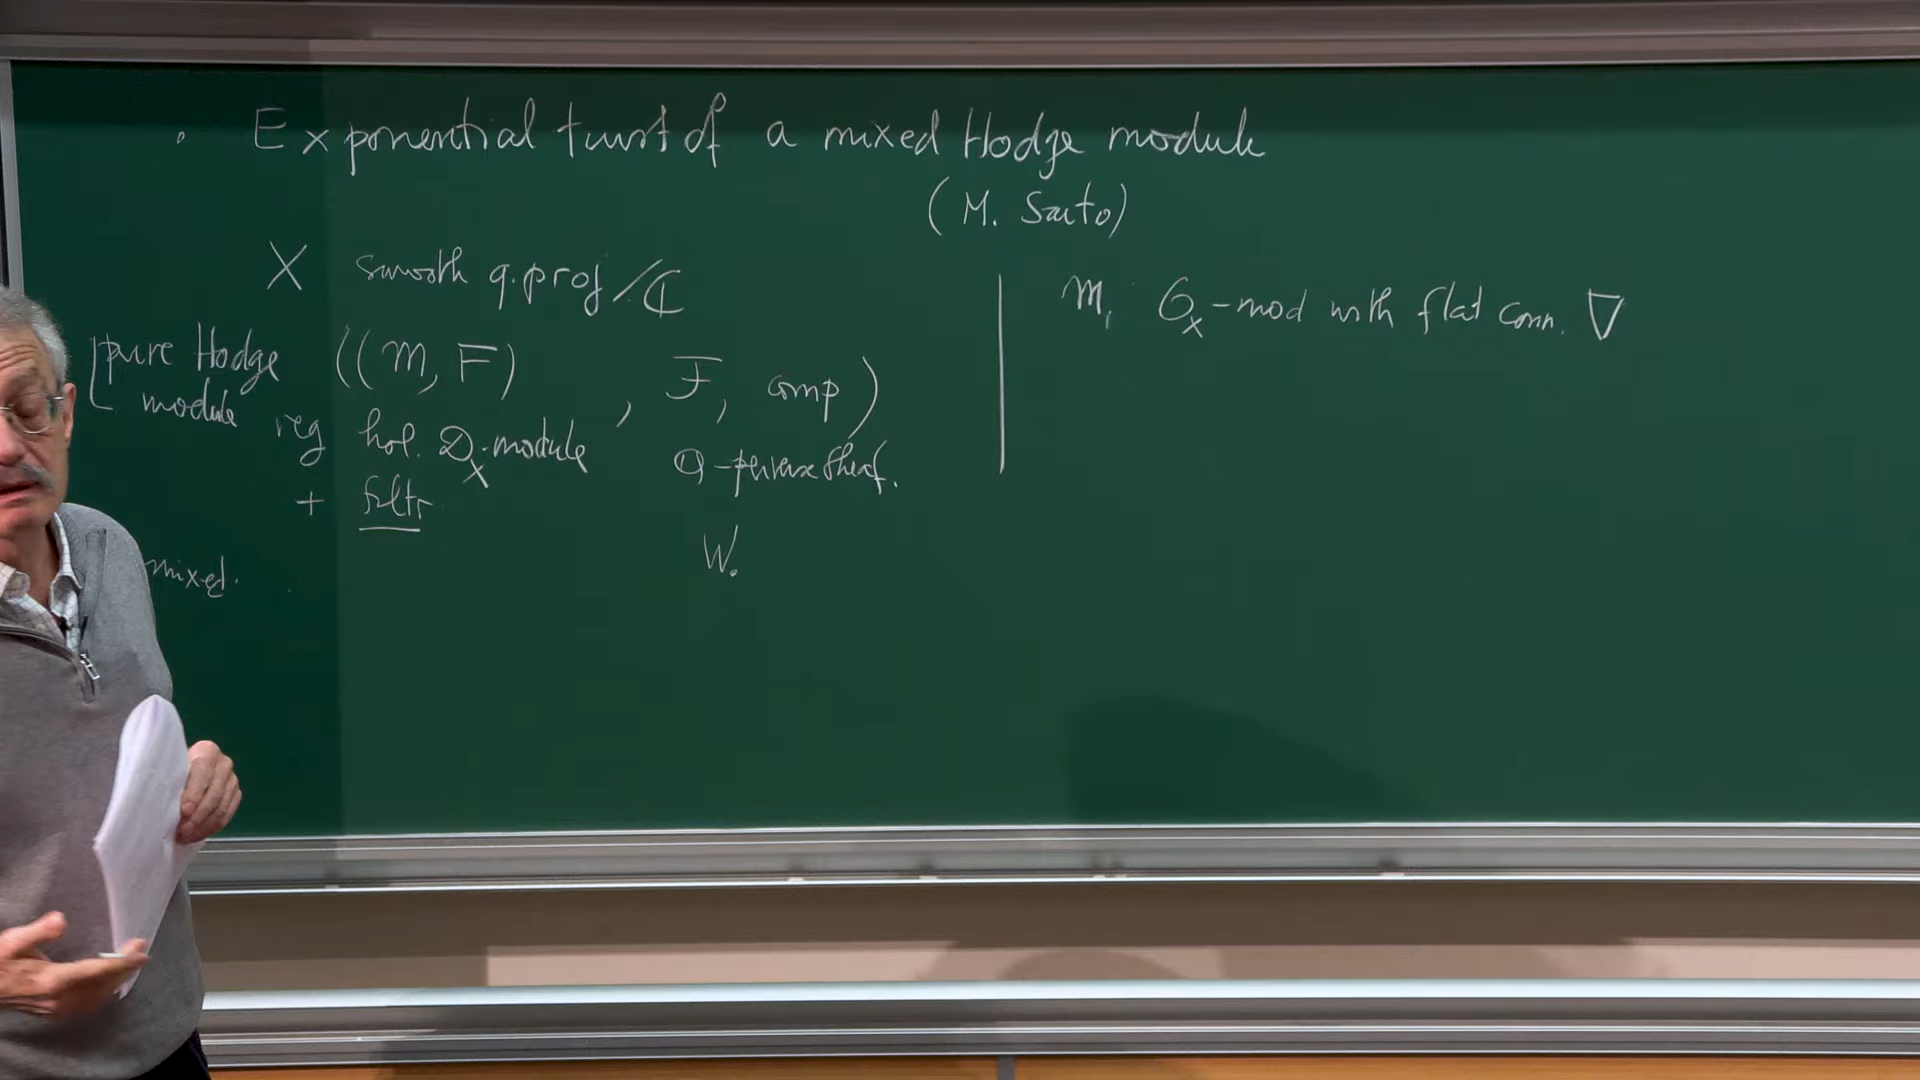 • Exponential twist of a mixed Hodge module
(M. Saito)
X smooth q.proj / ℂ
pure Hodge module ((M, F) , F, comp)
reg hol. D_X-module
+ filtr
Q-perverse sheaf.
W.
mixed.
M, O_X-mod with flat conn. ∇